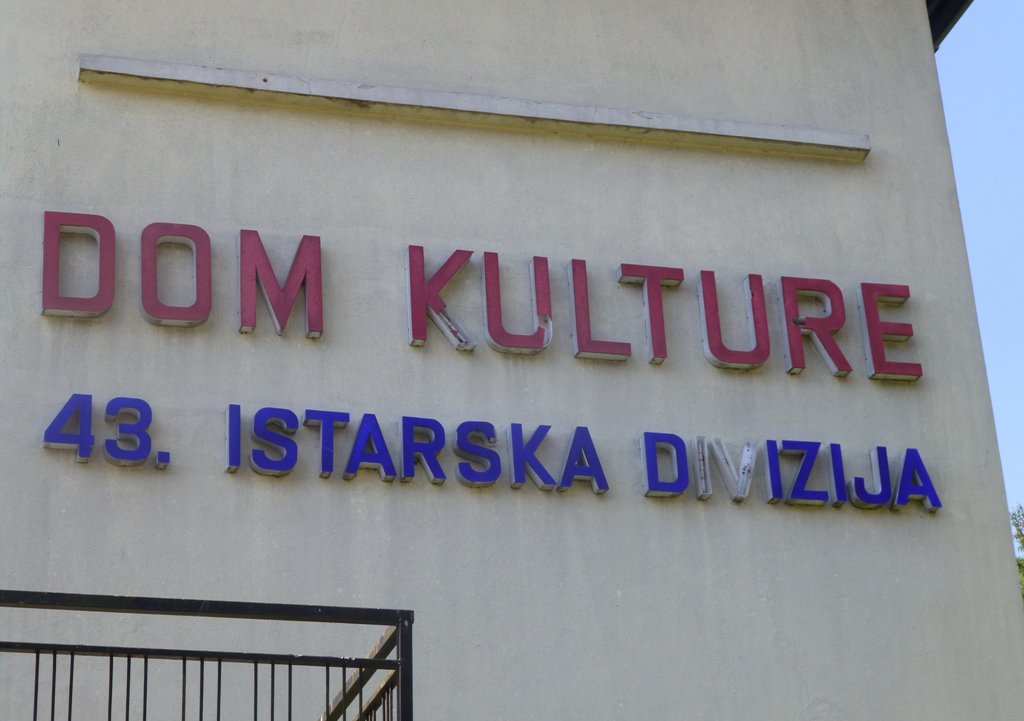 DOM KULTURE
43. ISTARSKA DIVIZIJA